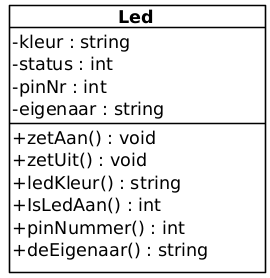 Led
-kleur : string
-status : int
-pinNr : int
-eigenaar : string
+zetAan() : void
+zetUit() : void
+ledKleur() : string
+IsLedAan() : int
+pinNummer() : int
+deEigenaar() : string